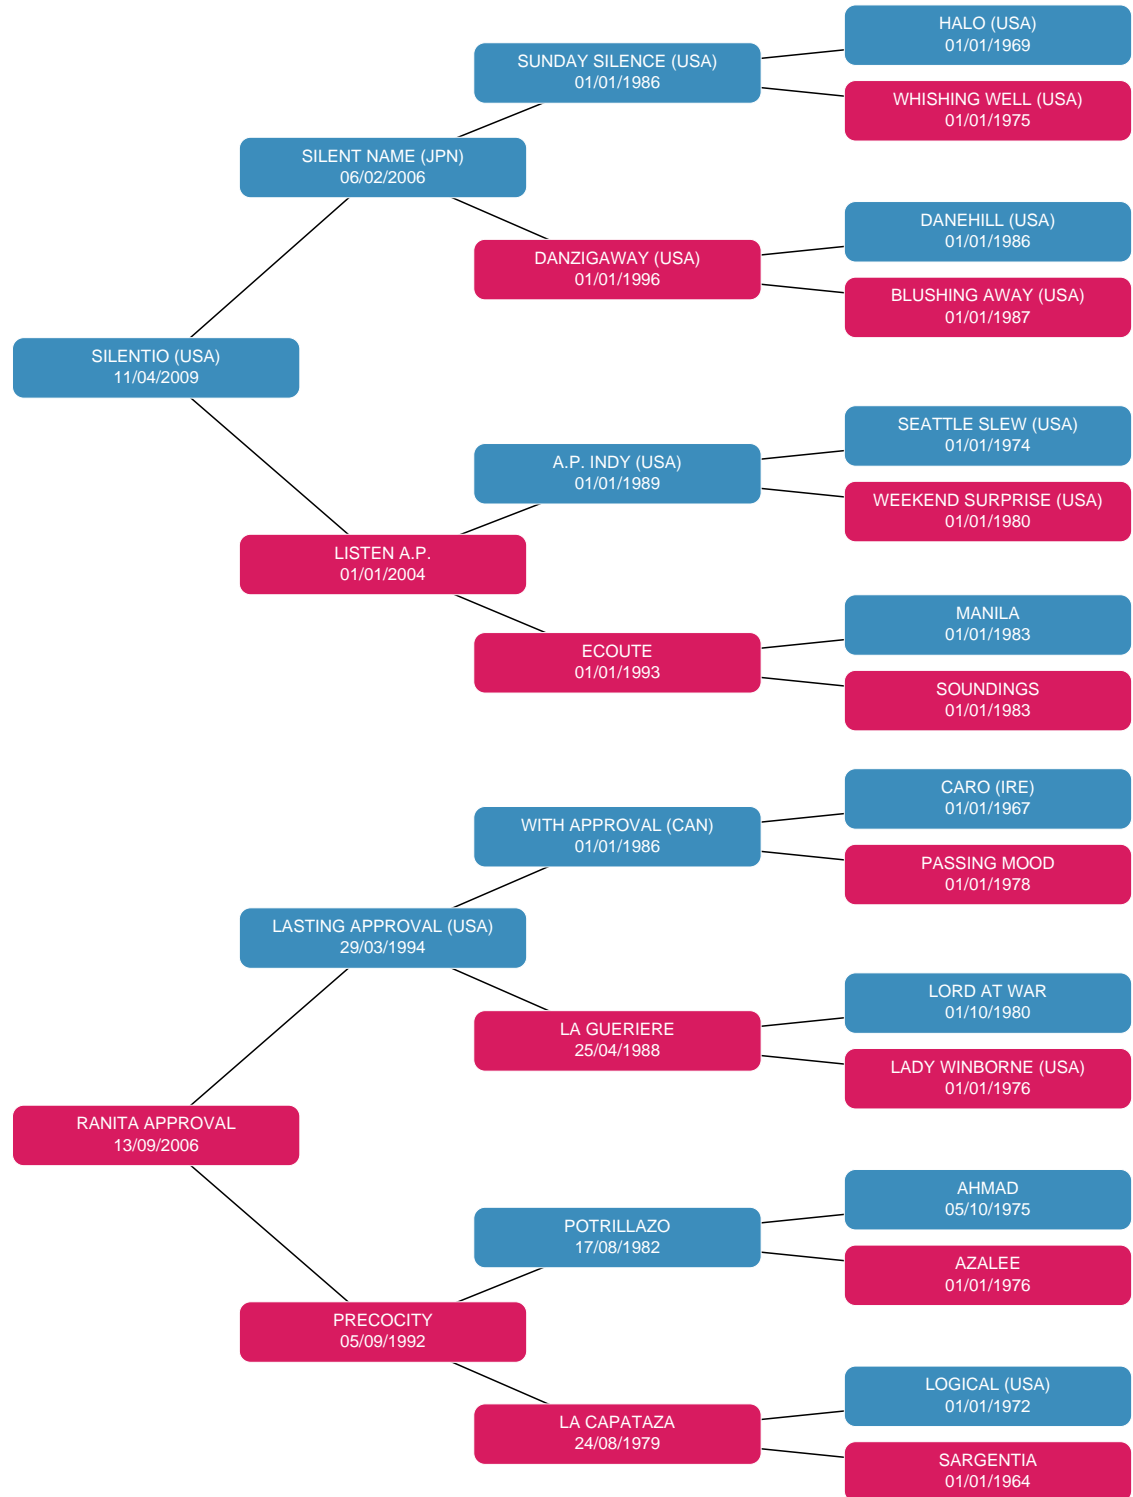 HALO (USA)
01/01/1969
SUNDAY SILENCE (USA)
01/01/1986
WHISHING WELL (USA)
01/01/1975
SILENT NAME (JPN)
06/02/2006
DANEHILL (USA)
01/01/1986
DANZIGAWAY (USA)
01/01/1996
BLUSHING AWAY (USA)
01/01/1987
SILENTIO (USA)
11/04/2009
SEATTLE SLEW (USA)
01/01/1974
A.P. INDY (USA)
01/01/1989
WEEKEND SURPRISE (USA)
01/01/1980
LISTEN A.P.
01/01/2004
MANILA
01/01/1983
ECOUTE
01/01/1993
SOUNDINGS
01/01/1983
CARO (IRE)
01/01/1967
WITH APPROVAL (CAN)
01/01/1986
PASSING MOOD
01/01/1978
LASTING APPROVAL (USA)
29/03/1994
LORD AT WAR
01/10/1980
LA GUERIERE
25/04/1988
LADY WINBORNE (USA)
01/01/1976
RANITA APPROVAL
13/09/2006
AHMAD
05/10/1975
POTRILLAZO
17/08/1982
AZALEE
01/01/1976
PRECOCITY
05/09/1992
LOGICAL (USA)
01/01/1972
LA CAPATAZA
24/08/1979
SARGENTIA
01/01/1964